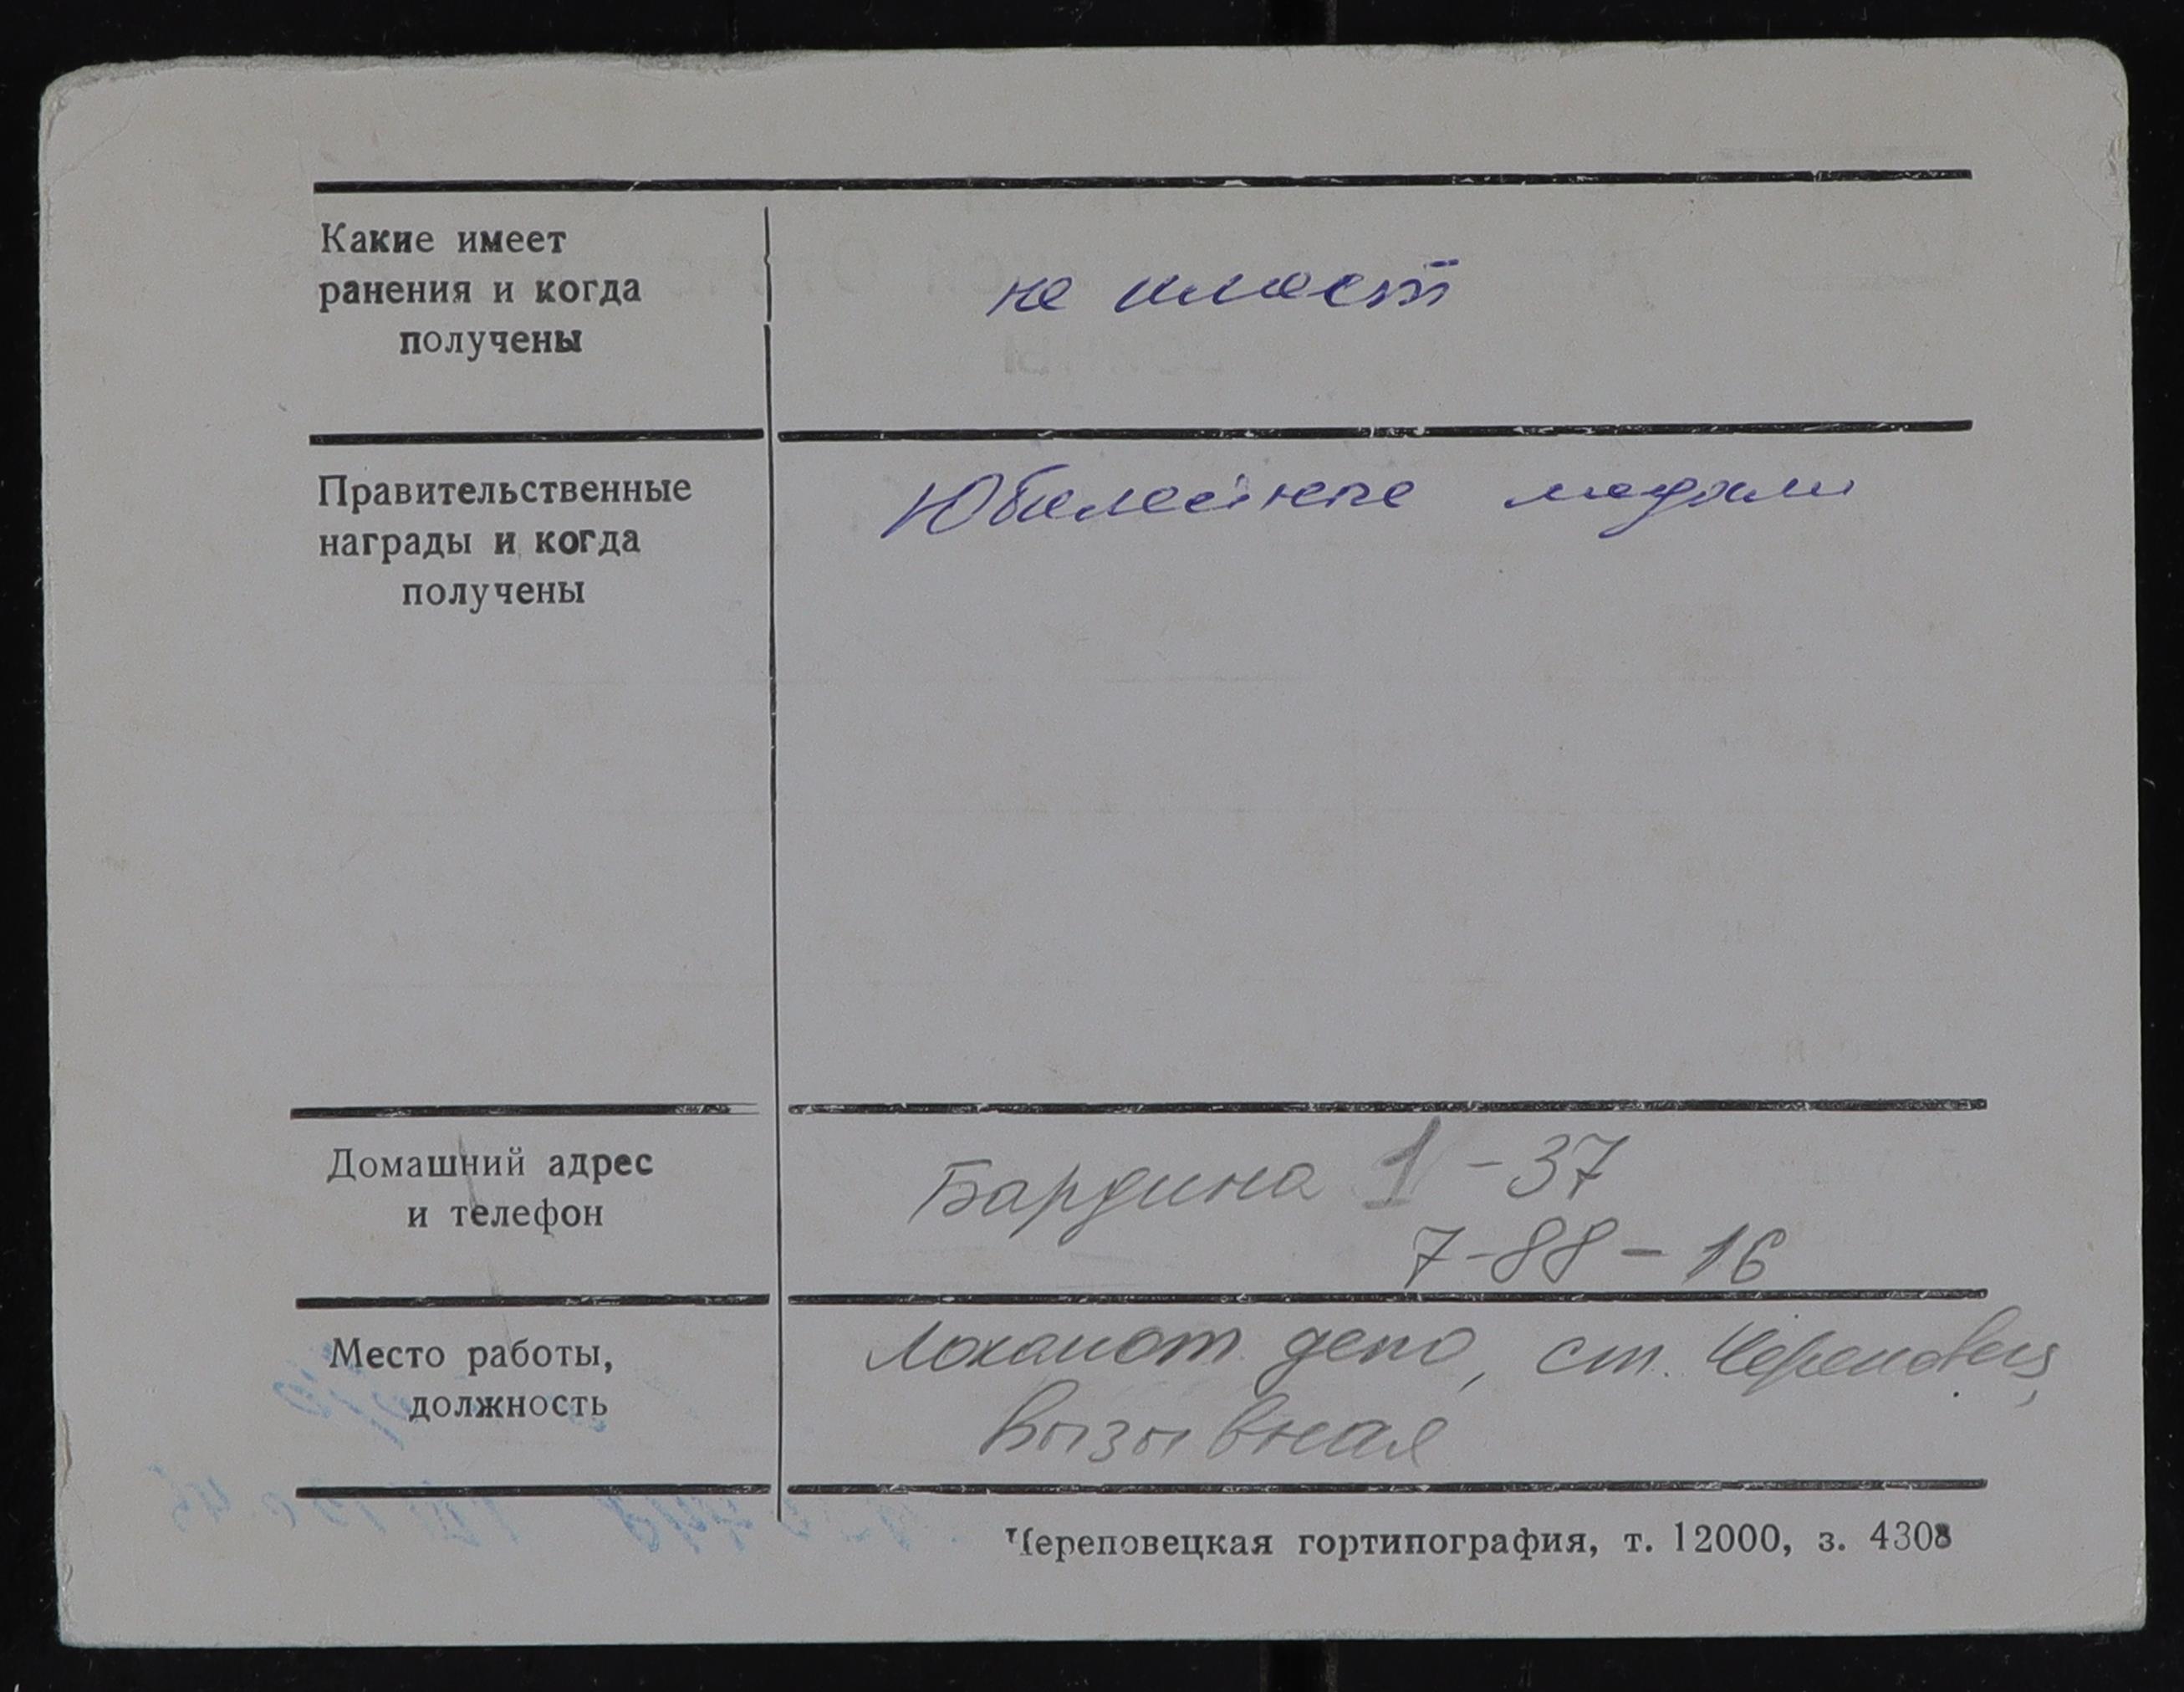 Какие имеет
ранения и когда
получены
не имеет
Правительственные
награды и когда
получены
Юбилейные медали
Домашний адрес
и телефон
Бардина 1-37
7-88-16
Место работы,
должность
Локомот. депо, ст. Череповец,
вызывная
Череповецкая гортипография, т. 12000, з. 4308